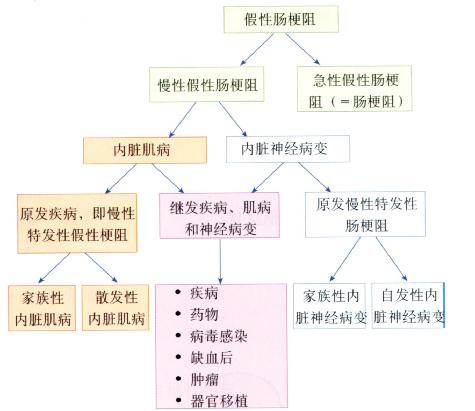 假性肠梗阻
慢性假性肠梗阻
急性假性肠梗
阻（=肠梗阻）
内脏肌病
内脏神经病变
原发疾病，即慢性
特发性假性梗阻
继发疾病、肌病
和神经病变
原发慢性特发性
肠梗阻
家族性
内脏肌病
散发性
内脏肌病
• 疾病
• 药物
• 病毒感染
• 缺血后
• 肿瘤
• 器官移植
家族性内
脏神经病变
自发性内
脏神经病变